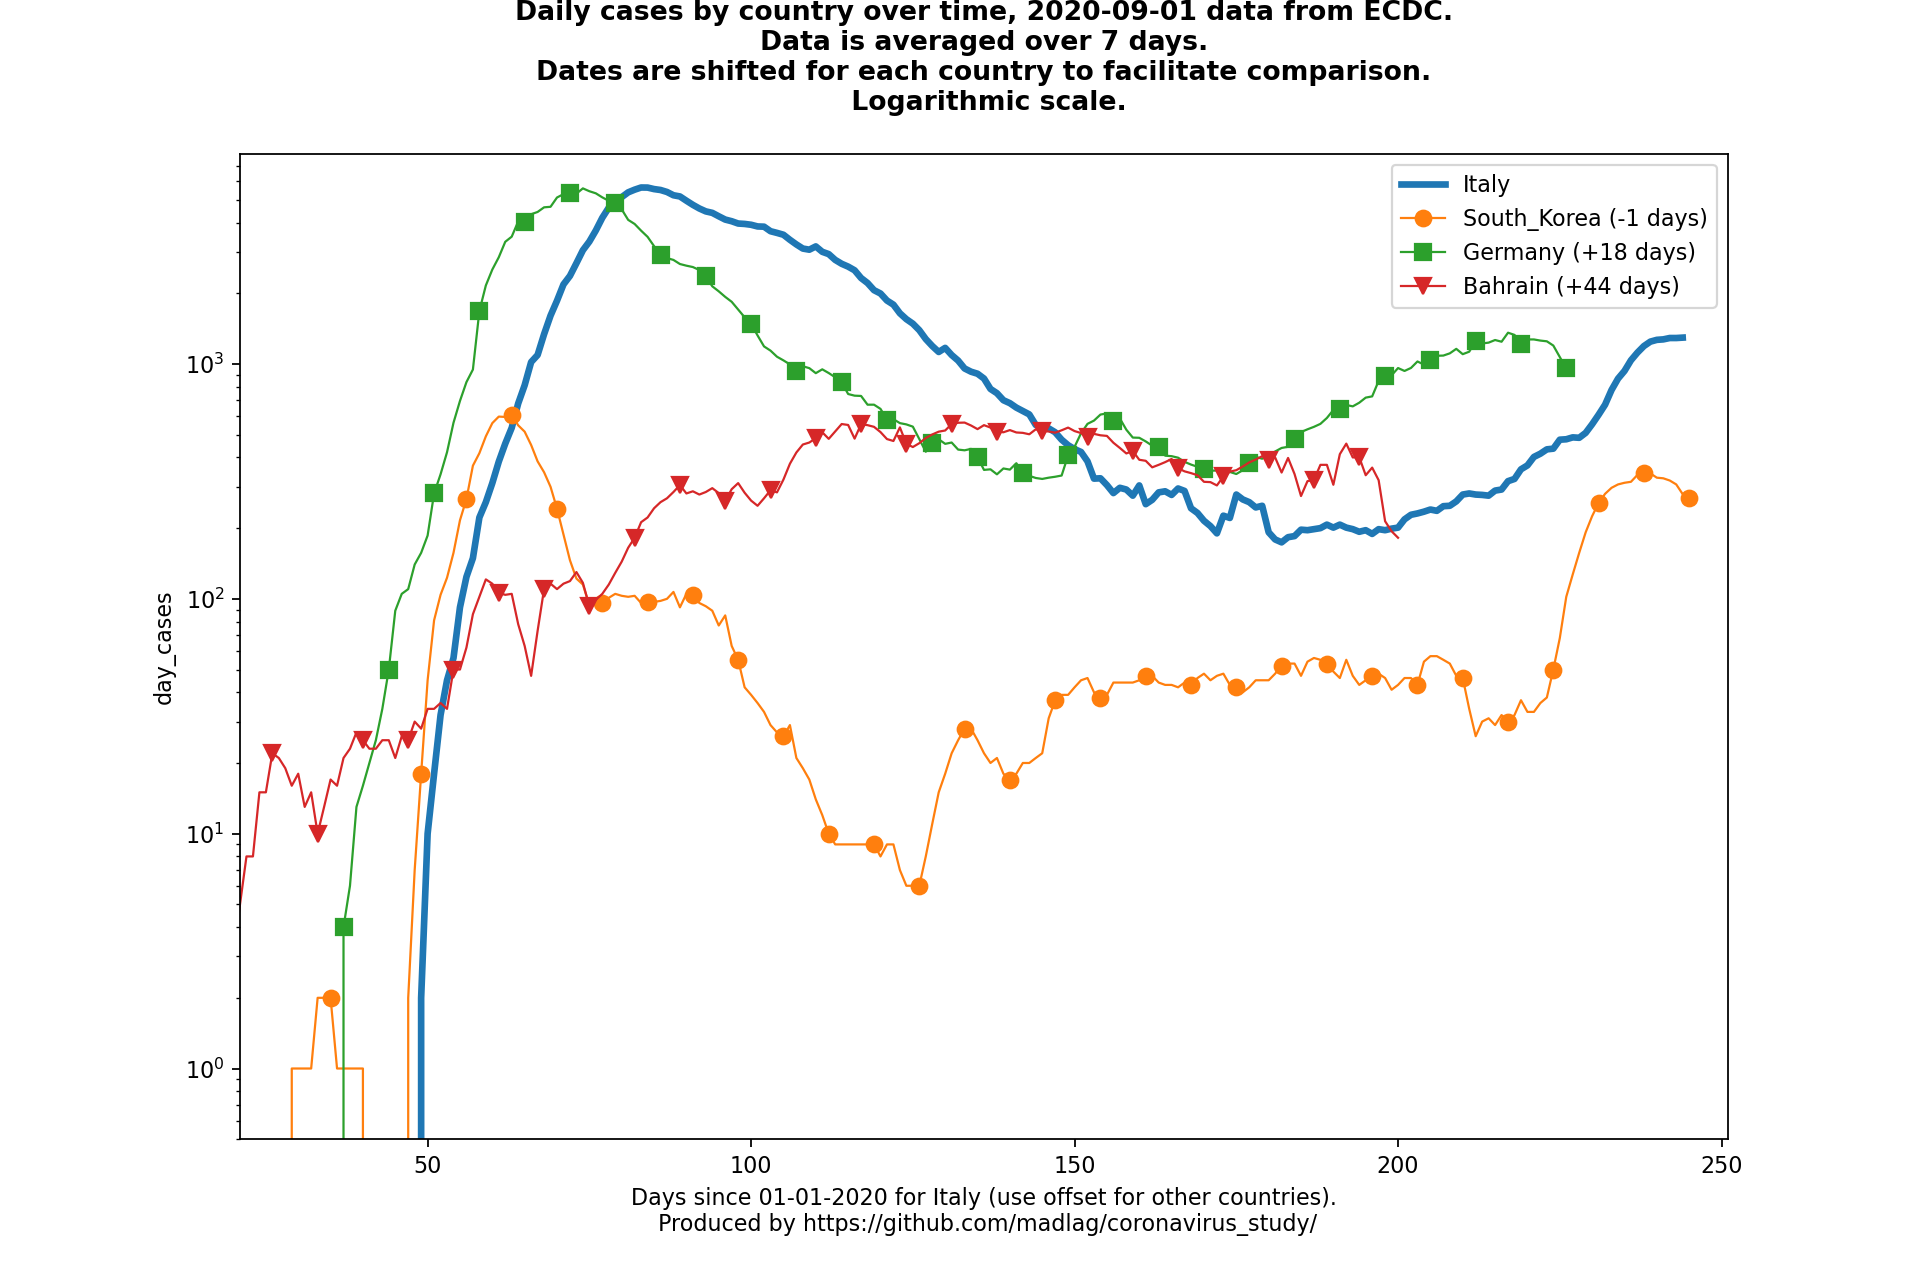 Daily cases by country over time, 2020-09-01 data from ECDC.
Data is averaged over 7 days.
Dates are shifted for each country to facilitate comparison.
Logarithmic scale.
Italy
South_Korea (-1 days)
Germany (+18 days)
Bahrain (+44 days)
10³
10²
10¹
10⁰
day_cases
50
100
150
200
250
Days since 01-01-2020 for Italy (use offset for other countries).
Produced by https://github.com/madlag/coronavirus_study/